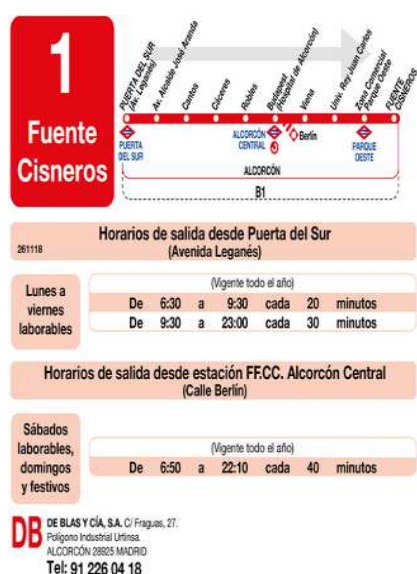 1
Fuente
Cisneros
PUERTA DEL SUR
(Av. Leganés)
Av. Alcalde José Aranda
Cantos
Cáceres
Robles
Budapest
(Hospital de Alcorcón)
Viena
Univ. Rey Juan Carlos
Zona Comercial
Parque Oeste
FUENTE
CISNEROS
PUERTA
DEL SUR
ALCORCÓN
CENTRAL
Berlín
PARQUE
OESTE
ALCORCÓN
B1
Horarios de salida desde Puerta del Sur
(Avenida Leganés)
261118
Lunes a
viernes
laborables
(Vigente todo el año)
De 6:30 a 9:30 cada 20 minutos
De 9:30 a 23:00 cada 30 minutos
Horarios de salida desde estación FF.CC. Alcorcón Central
(Calle Berlín)
Sábados
laborables,
domingos
y festivos
(Vigente todo el año)
De 6:50 a 22:10 cada 40 minutos
DB
DE BLAS Y CÍA, S.A. C/ Fraguas, 27.
Polígono Industrial Urtinsa.
ALCORCÓN 28925 MADRID
Tel: 91 226 04 18